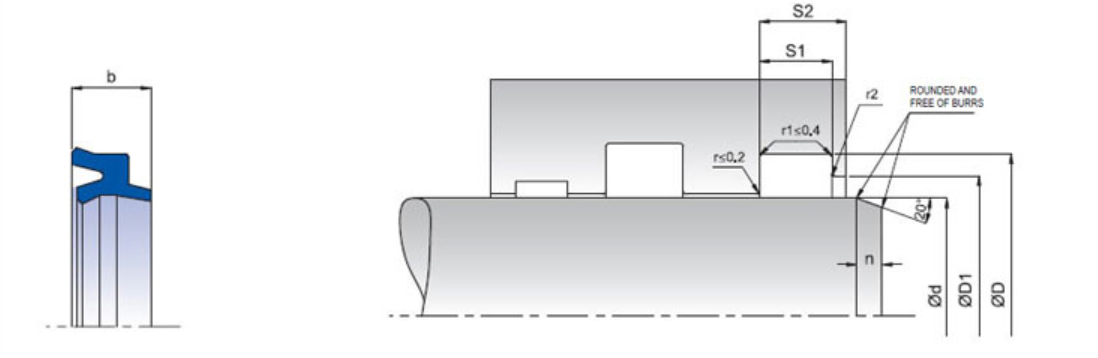 b
S2
S1
r2
ROUNDED AND
FREE OF BURRS
r1≤0,4
r≤0,2
20°
n
Ød
ØD1
ØD